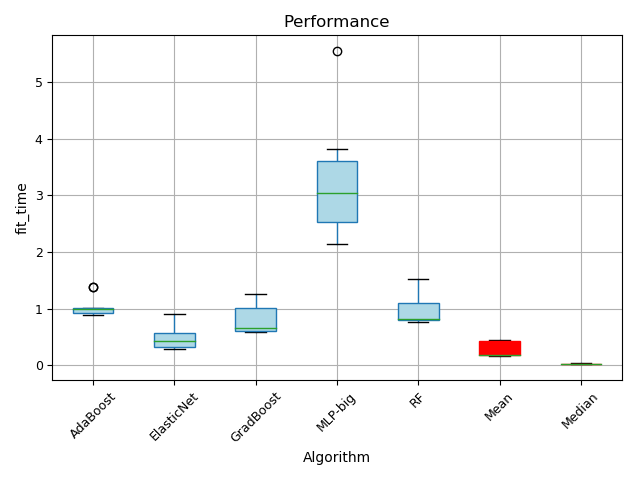 Performance
fit_time
5
4
3
2
1
0
AdaBoost
ElasticNet
GradBoost
MLP-big
RF
Mean
Median
Algorithm